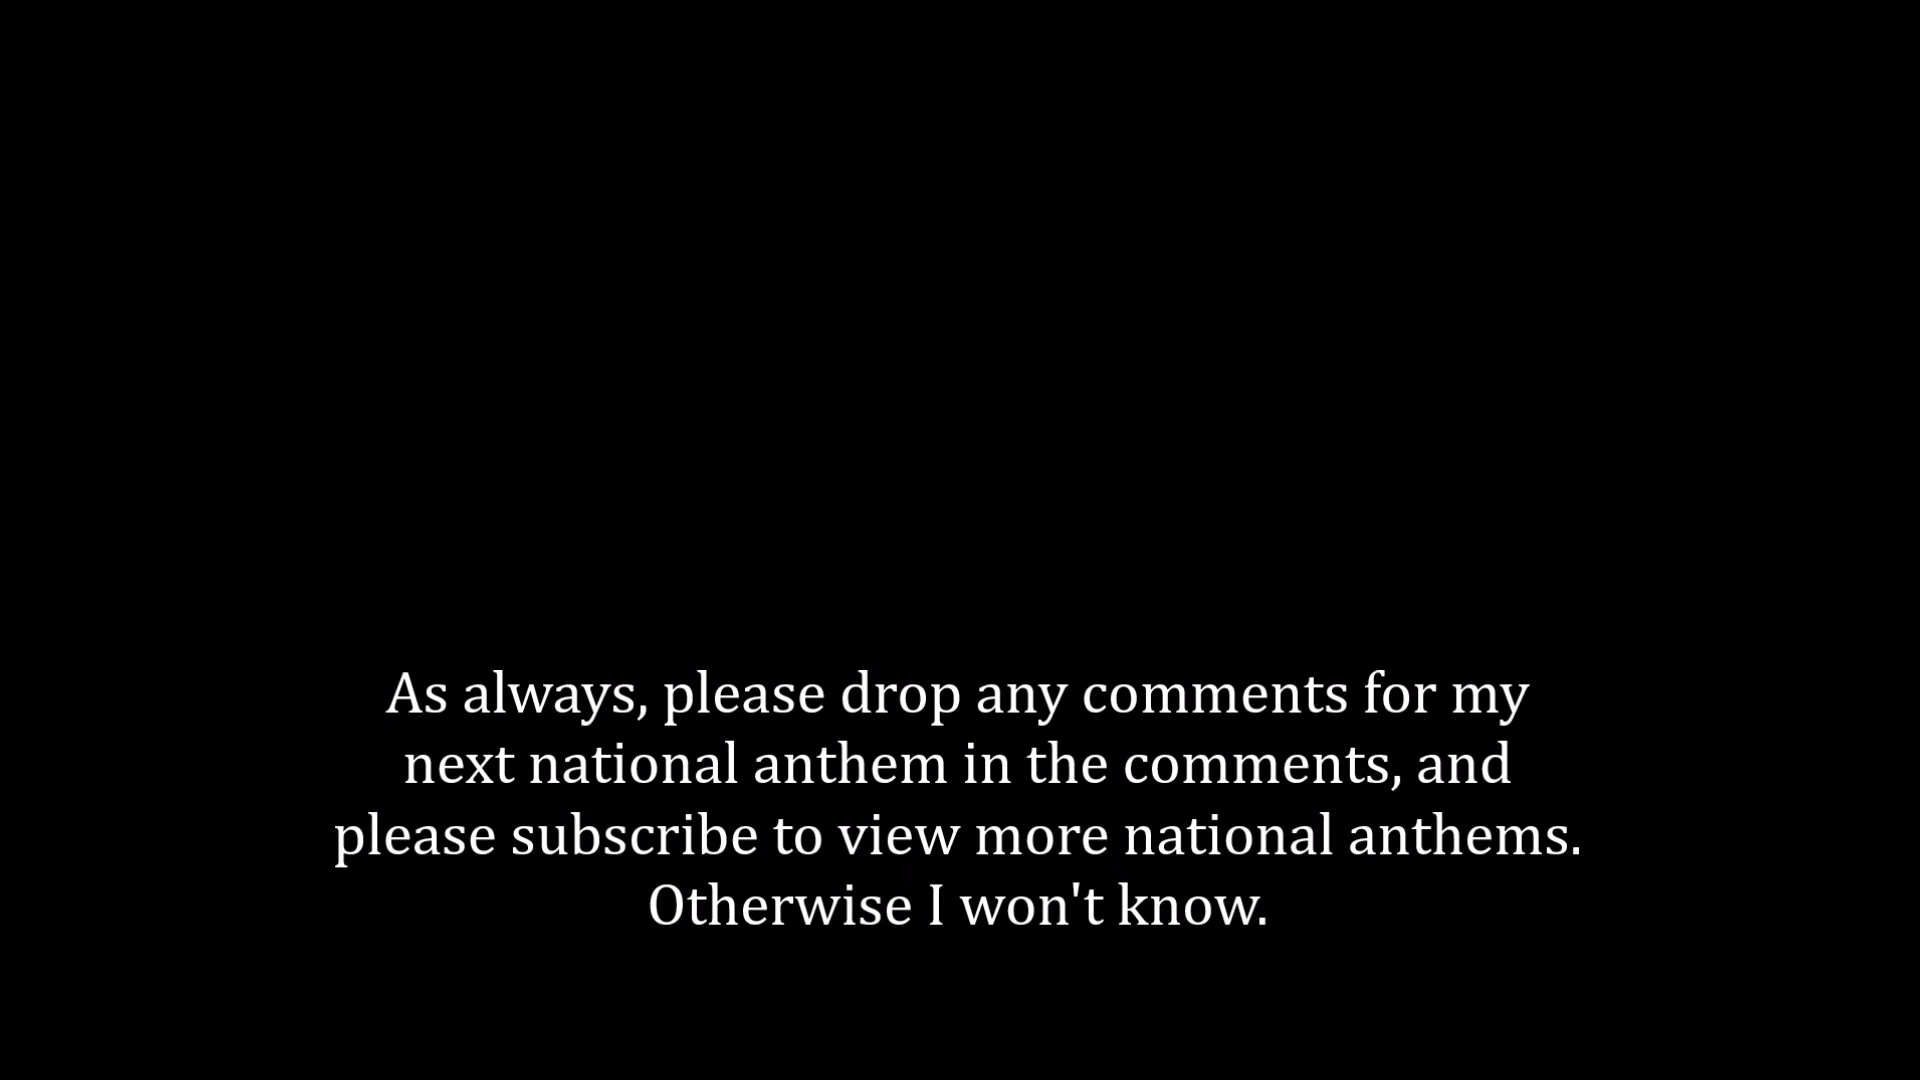 As always, please drop any comments for my
next national anthem in the comments, and
please subscribe to view more national anthems.
Otherwise I won't know.